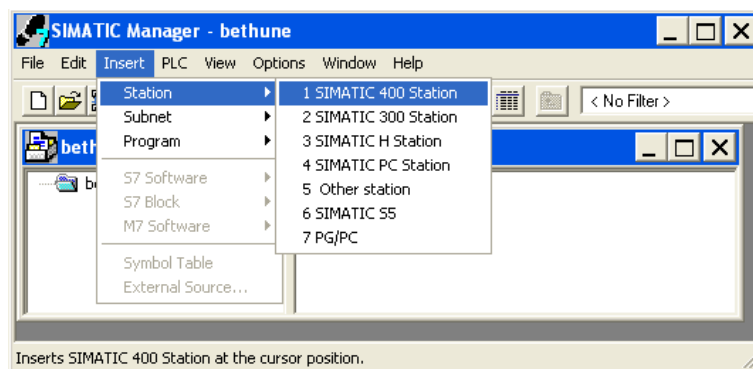 SIMATIC Manager - bethune
File Edit Insert PLC View Options Window Help
< No Filter >
Station
Subnet
Program
S7 Software
S7 Block
M7 Software
Symbol Table
External Source...
1 SIMATIC 400 Station
2 SIMATIC 300 Station
3 SIMATIC H Station
4 SIMATIC PC Station
5 Other station
6 SIMATIC S5
7 PG/PC
beth
be
Inserts SIMATIC 400 Station at the cursor position.